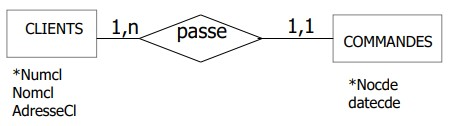 CLIENTS
1,n
passe
1,1
COMMANDES
*Numcl
Nomcl
AdresseCl
*Nocde
datecde